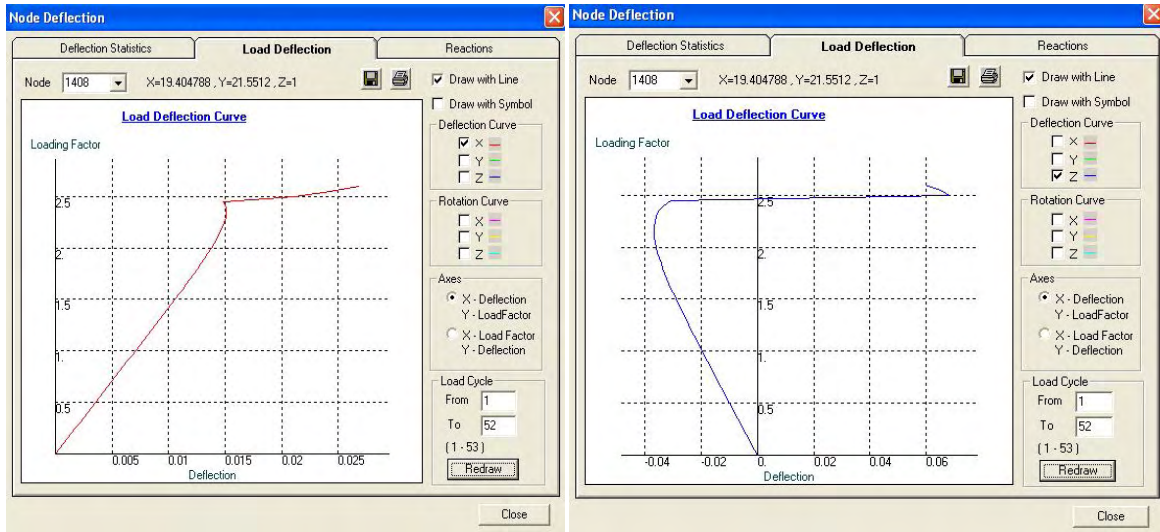 Node Deflection
Deflection Statistics
Load Deflection
Reactions
Node
1408
X=19.404788 , Y=21.5512 , Z=1
Draw with Line
Draw with Symbol
Load Deflection Curve
Loading Factor
2.5
2.
1.5
1.
0.5
0.005
0.01
0.015
0.02
0.025
Deflection
Deflection Curve
X
Y
Z
Rotation Curve
X
Y
Z
Axes
X - Deflection
Y - LoadFactor
X - Load Factor
Y - Deflection
Load Cycle
From 1
To 52
( 1 - 53 )
Redraw
Close
Node Deflection
Deflection Statistics
Load Deflection
Reactions
Node
1408
X=19.404788 , Y=21.5512 , Z=1
Draw with Line
Draw with Symbol
Load Deflection Curve
Loading Factor
2.5
2.
1.5
1.
0.5
-0.04
-0.02
0.
0.02
0.04
0.06
Deflection
Deflection Curve
X
Y
Z
Rotation Curve
X
Y
Z
Axes
X - Deflection
Y - LoadFactor
X - Load Factor
Y - Deflection
Load Cycle
From 1
To 52
( 1 - 53 )
Redraw
Close